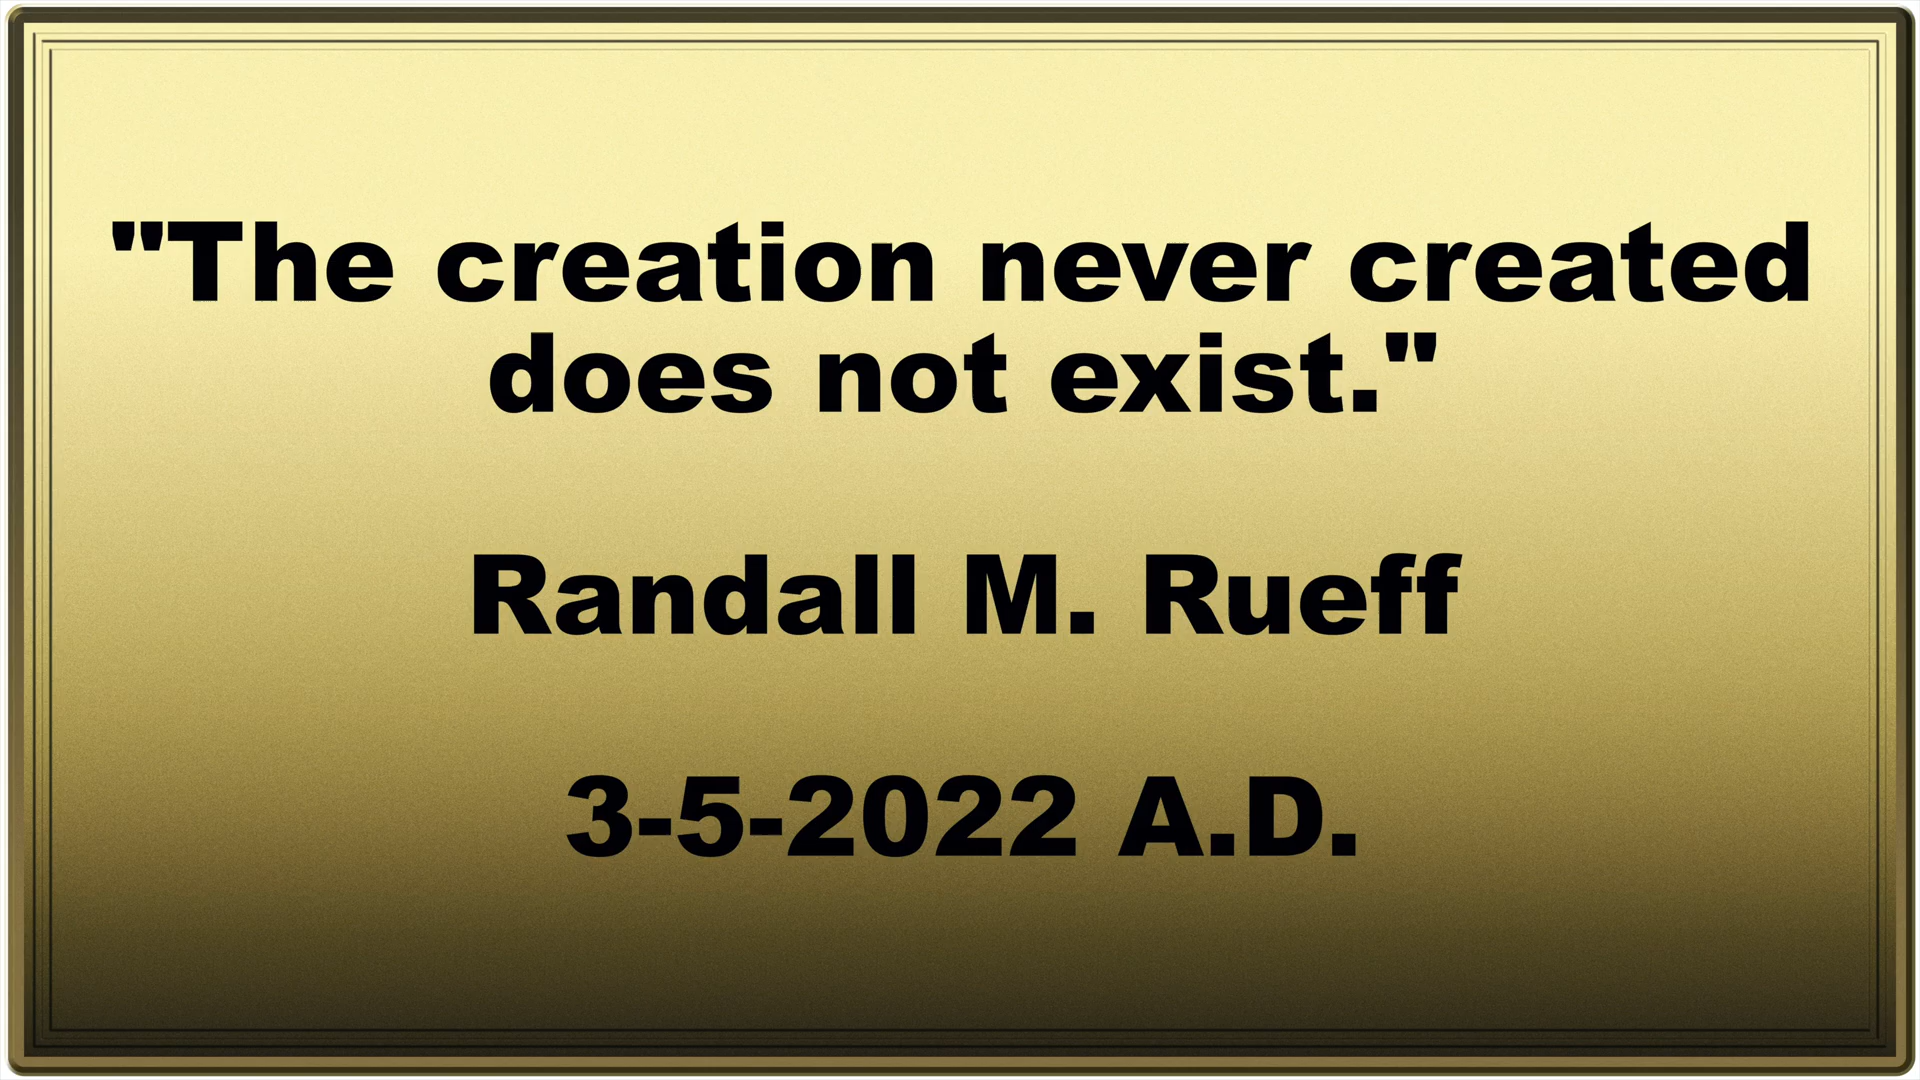 "The creation never created
does not exist."
Randall M. Rueff
3-5-2022 A.D.